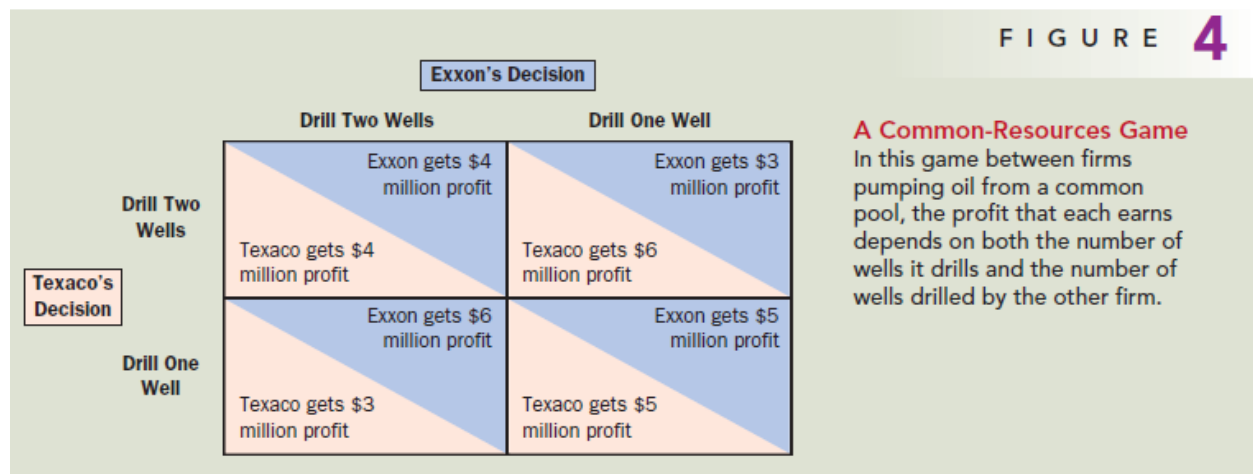 FIGURE 4
Exxon's Decision
Drill Two Wells
Drill One Well
A Common-Resources Game
In this game between firms
pumping oil from a common
pool, the profit that each earns
depends on both the number of
wells it drills and the number of
wells drilled by the other firm.
Texaco's
Decision
Drill Two
Wells
Exxon gets $4
million profit
Texaco gets $4
million profit
Exxon gets $3
million profit
Texaco gets $6
million profit
Drill One
Well
Exxon gets $6
million profit
Texaco gets $3
million profit
Exxon gets $5
million profit
Texaco gets $5
million profit